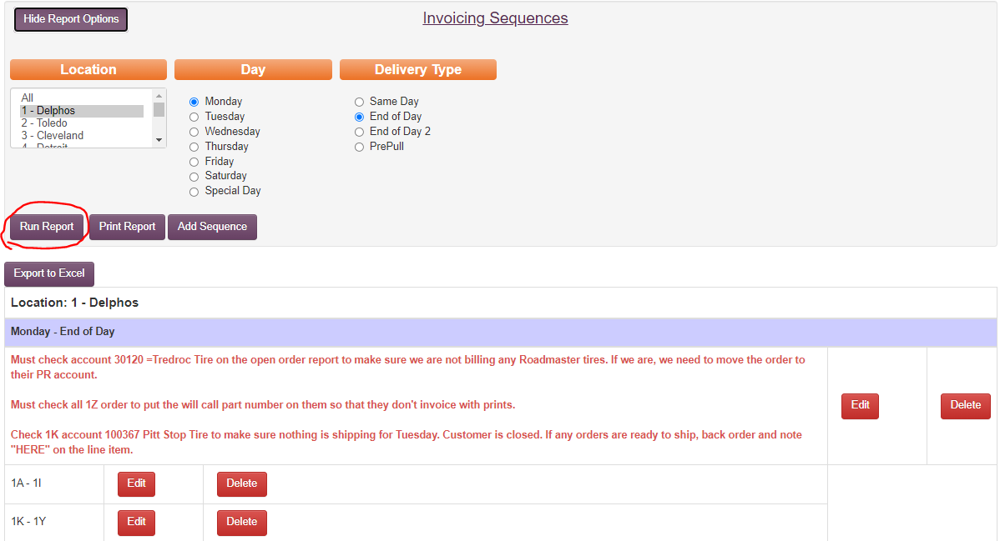 Hide Report Options
Invoicing Sequences
Location
Day
Delivery Type
All
1 - Delphos
2 - Toledo
3 - Cleveland
4 - Detroit
Monday
Tuesday
Wednesday
Thursday
Friday
Saturday
Special Day
Same Day
End of Day
End of Day 2
PrePull
Run Report
Print Report
Add Sequence
Export to Excel
Location: 1 - Delphos
Monday - End of Day
Must check account 30120 =Tredroc Tire on the open order report to make sure we are not billing any Roadmaster tires. If we are, we need to move the order to
their PR account.
Must check all 1Z order to put the will call part number on them so that they don't invoice with prints.
Check 1K account 100367 Pitt Stop Tire to make sure nothing is shipping for Tuesday. Customer is closed. If any orders are ready to ship, back order and note
"HERE" on the line item.
Edit
Delete
1A - 1I
Edit
Delete
1K - 1Y
Edit
Delete